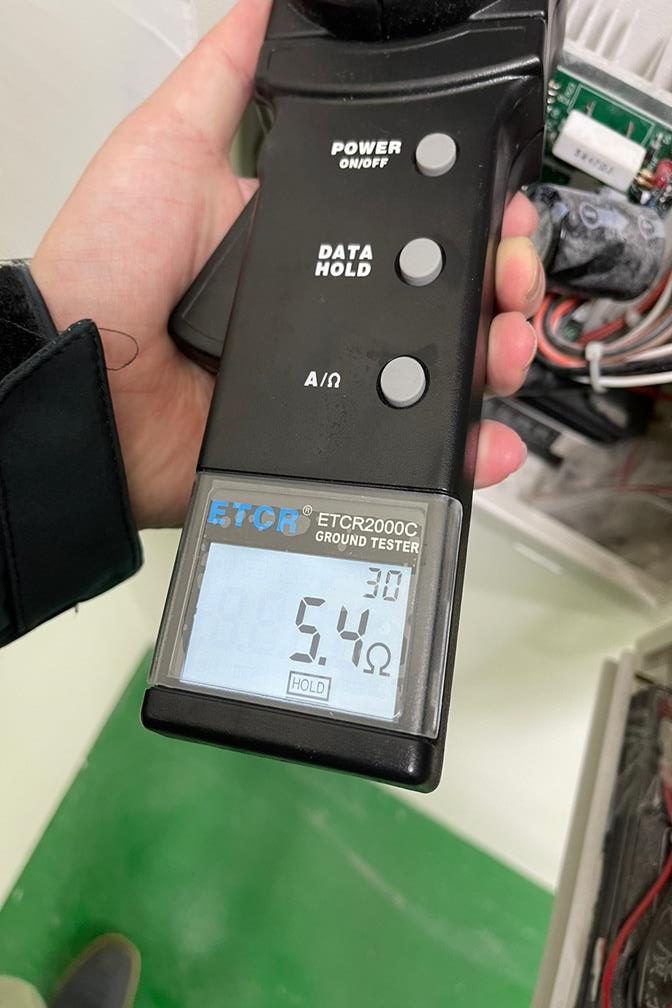 POWER
ON/OFF
DATA
HOLD
A/Ω
ETCR® ETCR2000C
GROUND TESTER
30
5.4Ω
HOLD